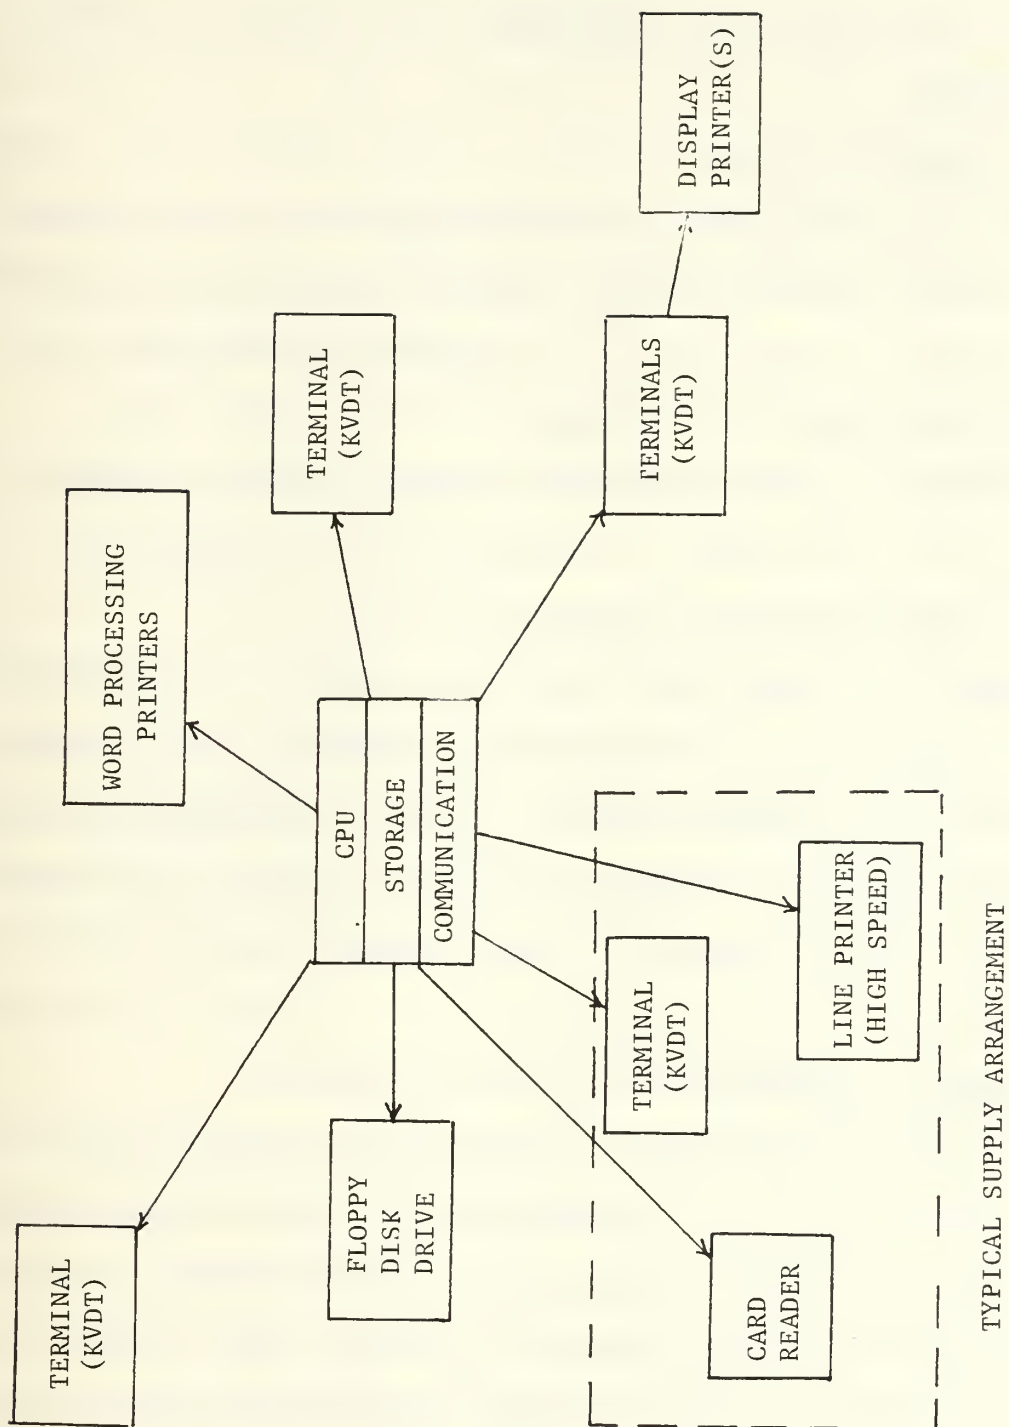 TERMINAL
(KVDT)
WORD PROCESSING
PRINTERS
TERMINAL
(KVDT)
CPU
STORAGE
COMMUNICATION
FLOPPY
DISK
DRIVE
TERMINAL
(KVDT)
TERMINALS
(KVDT)
DISPLAY
PRINTER(S)
CARD
READER
LINE PRINTER
(HIGH SPEED)
TYPICAL SUPPLY ARRANGEMENT